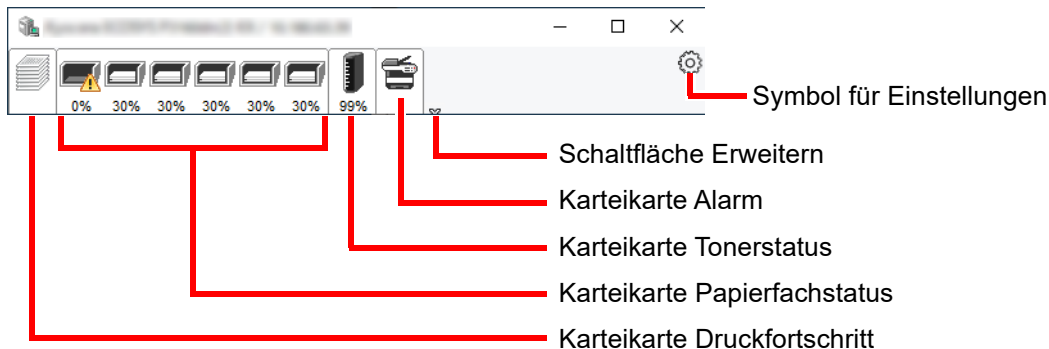 0% 30% 30% 30% 30% 30% 99%
Symbol für Einstellungen
Schaltfläche Erweitern
Karteikarte Alarm
Karteikarte Tonerstatus
Karteikarte Papierfachstatus
Karteikarte Druckfortschritt